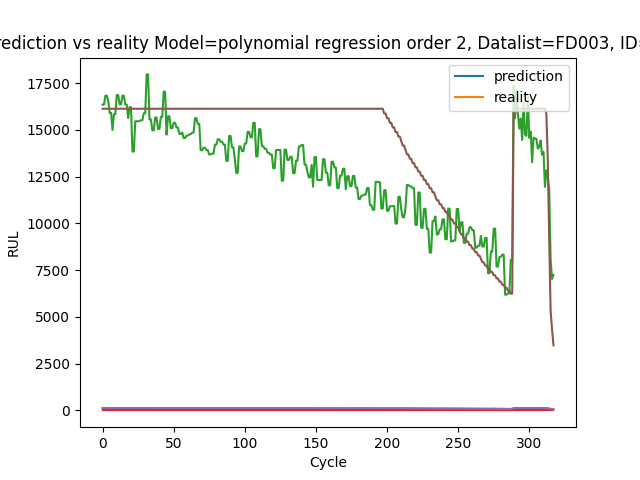 rediction vs reality Model=polynomial regression order 2, Datalist=FD003, ID=
17500
15000
12500
10000
7500
5000
2500
0
RUL
prediction
reality
0 50 100 150 200 250 300
Cycle